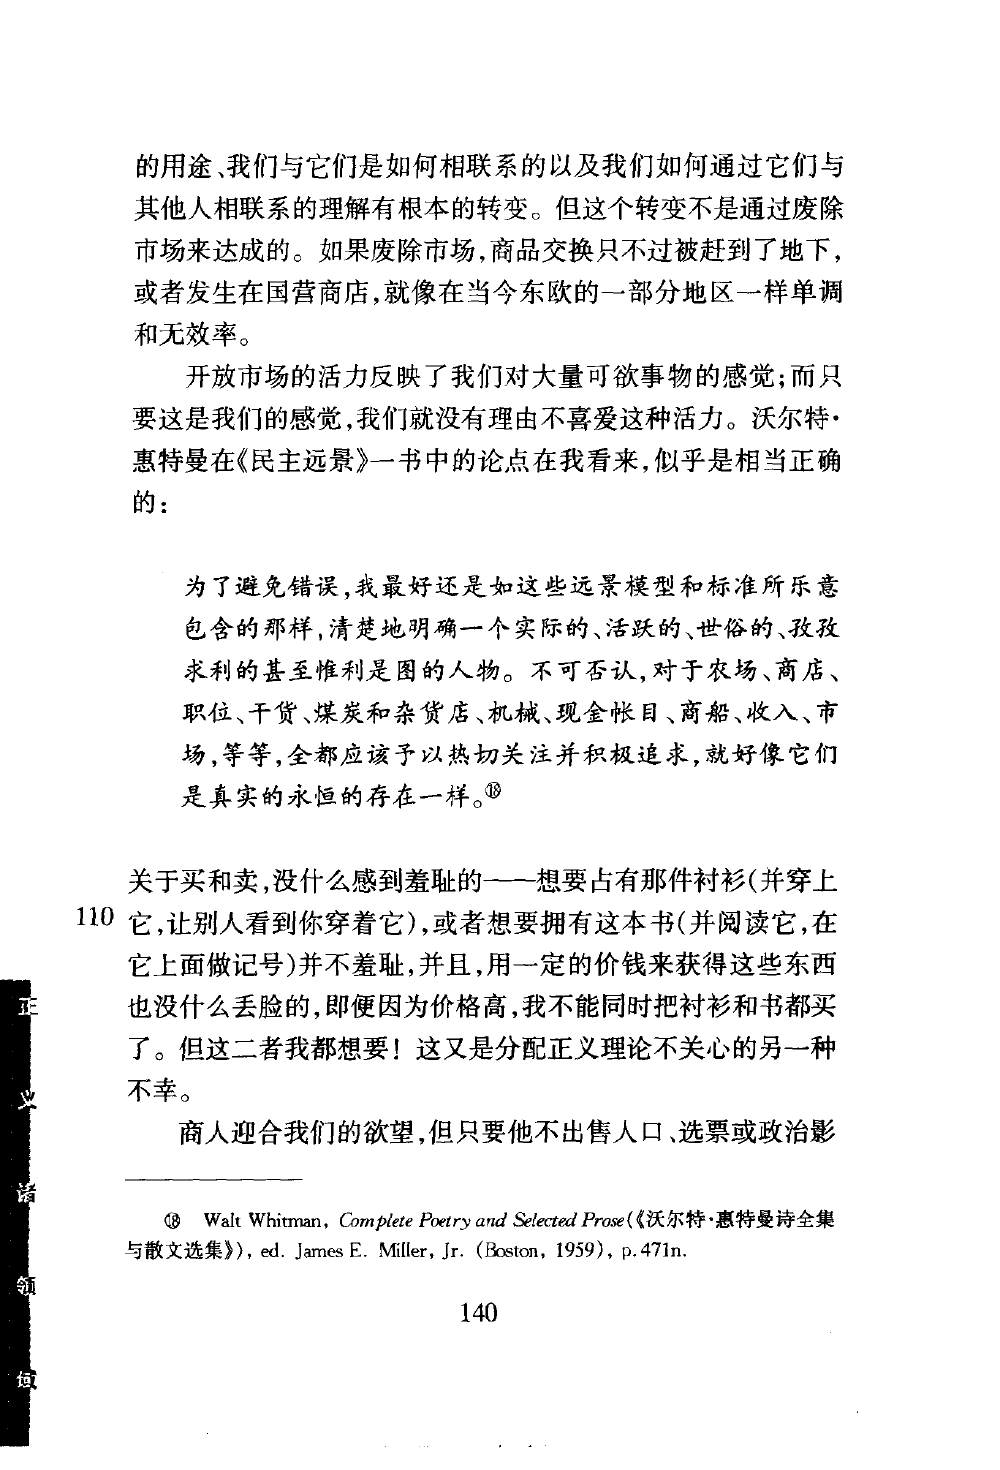 的用途、我们与它们是如何相联系的以及我们如何通过它们与
其他人相联系的理解有根本的转变。但这个转变不是通过废除
市场来达成的。如果废除市场,商品交换只不过被赶到了地下,
或者发生在国营商店,就像在当今东欧的一部分地区一样单调
和无效率。
开放市场的活力反映了我们对大量可欲事物的感觉;而只
要这是我们的感觉,我们就没有理由不喜爱这种活力。沃尔特·
惠特曼在《民主远景》一书中的论点在我看来,似乎是相当正确
的:
为了避免错误,我最好还是如这些远景模型和标准所乐意
包含的那样,清楚地明确一个实际的、活跃的、世俗的、孜孜
求利的甚至惟利是图的人物。不可否认,对于农场、商店、
职位、干货、煤炭和杂货店、机械、现金帐目、商船、收入、市
场,等等,全都应该予以热切关注并积极追求,就好像它们
是真实的永恒的存在一样。⑱
关于买和卖,没什么感到羞耻的——想要占有那件衬衫(并穿上
110 它,让别人看到你穿着它),或者想要拥有这本书(并阅读它,在
它上面做记号)并不羞耻,并且,用一定的价钱来获得这些东西
也没什么丢脸的,即便因为价格高,我不能同时把衬衫和书都买
了。但这二者我都想要!这又是分配正义理论不关心的另一种
不幸。
商人迎合我们的欲望,但只要他不出售人口、选票或政治影
⑱ Walt Whitman, Complete Poetry and Selected Prose(《沃尔特·惠特曼诗全集
与散文选集》), ed. James E. Miller, Jr. (Boston, 1959), p.471n.
140
正义诸领域